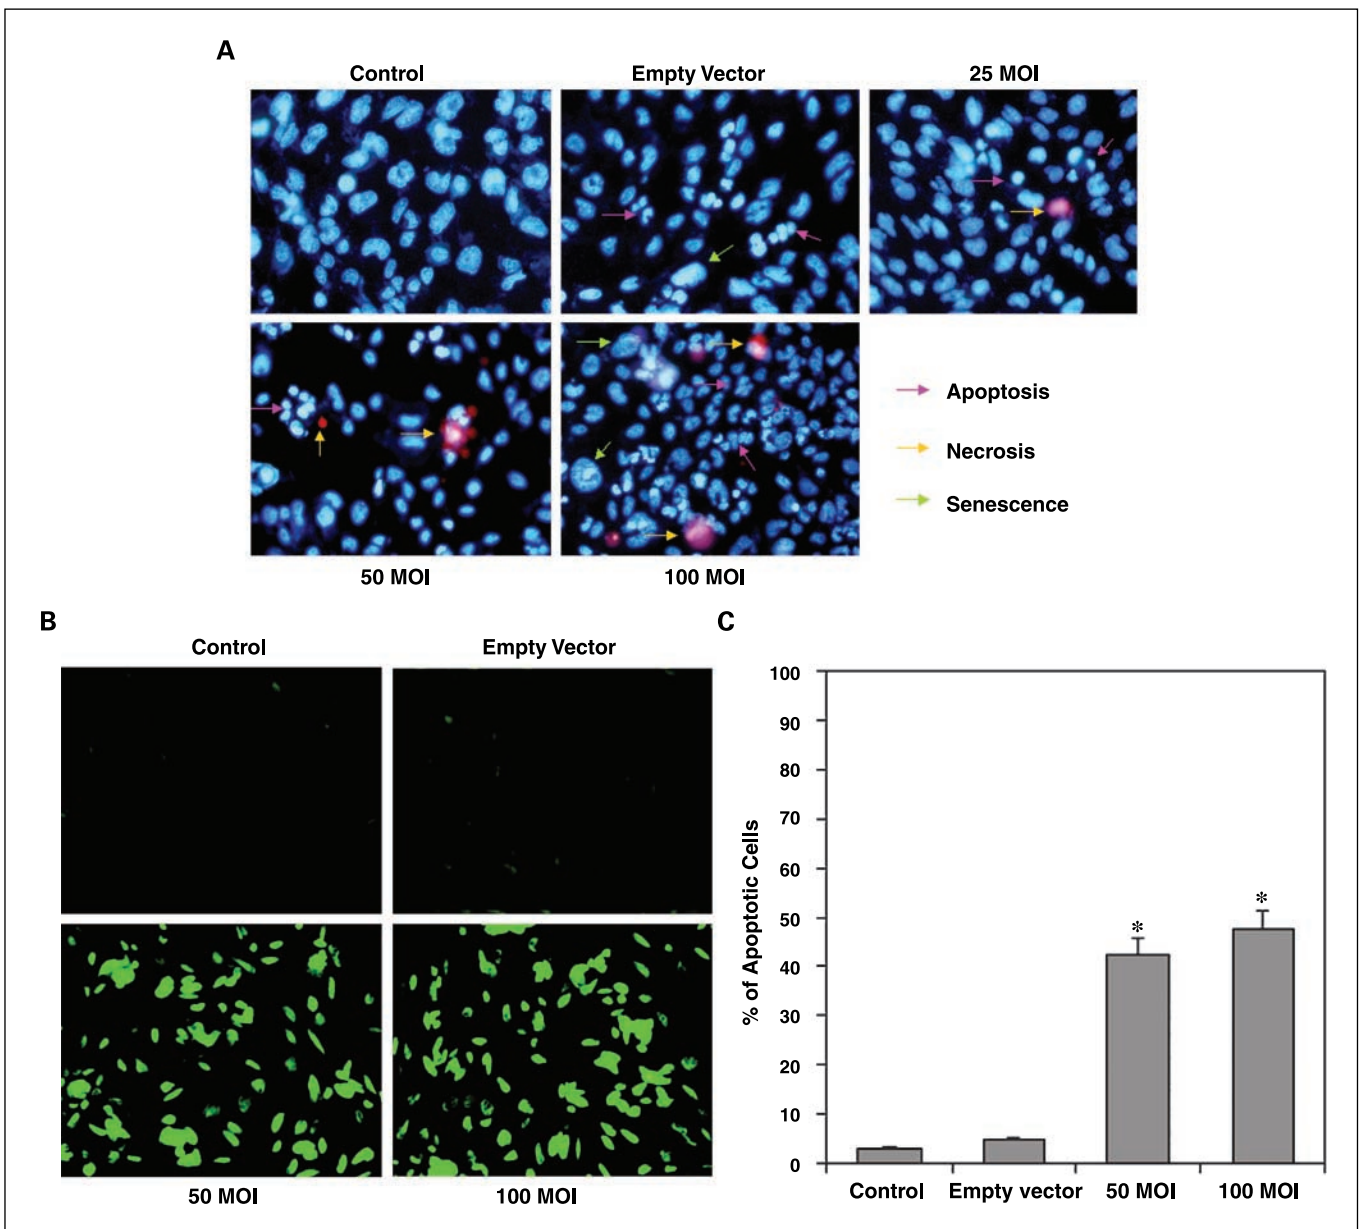 A
Control Empty Vector 25 MOI
Apoptosis
Necrosis
Senescence
50 MOI 100 MOI
B
Control Empty Vector
50 MOI 100 MOI
C
% of Apoptotic Cells
100
90
80
70
60
50
40
30
20
10
0
*
*
Control Empty vector 50 MOI 100 MOI